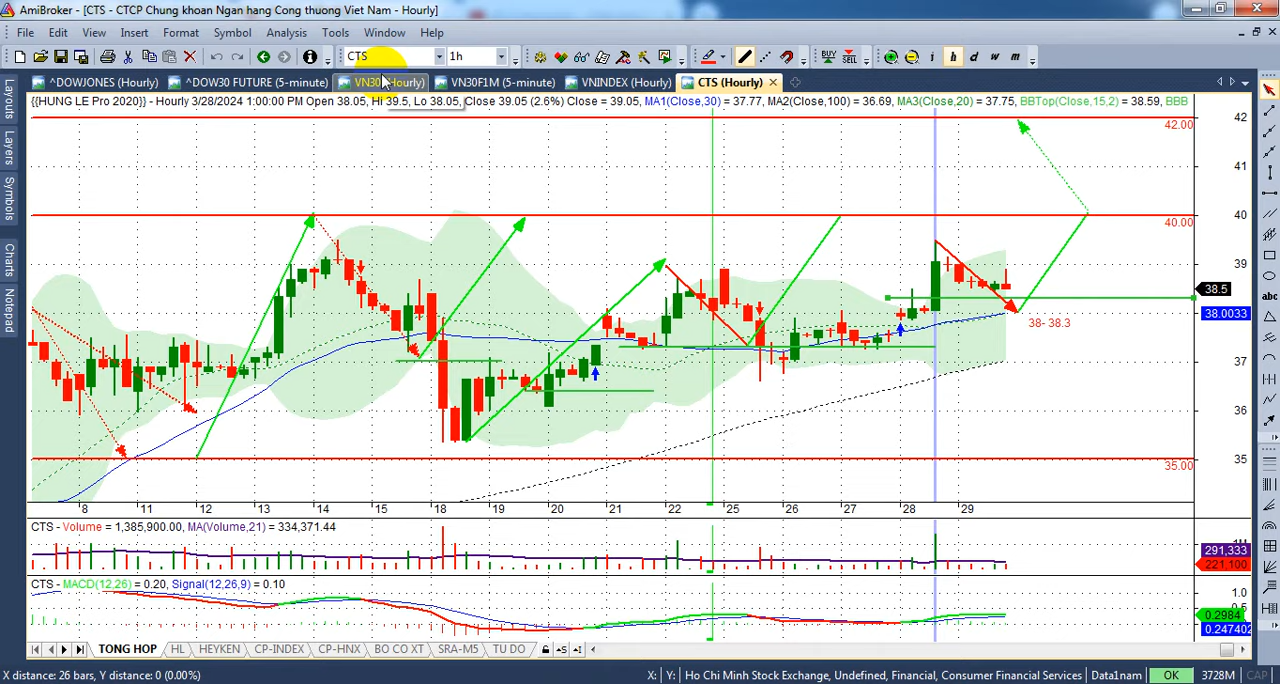 AmiBroker - [CTS - CTCP Chung khoan Ngan hang Cong thuong Viet Nam - Hourly]
File Edit View Insert Format Symbol Analysis Tools Window Help
CTS 1h BUY SELL i h d w m
^DOWJONES (Hourly) ^DOW30 FUTURE (5-minute) VN30 (Hourly) VN30F1M (5-minute) VNINDEX (Hourly) CTS (Hourly)
{{HUNG LE Pro 2020}} - Hourly 3/28/2024 1:00:00 PM Open 38.05, Hi 39.5, Lo 38.05, Close 39.05 (2.6%) Close = 39.05, MA1(Close,30) = 37.77, MA2(Close,100) = 36.69, MA3(Close,20) = 37.75, BBTop(Close,15,2) = 38.59, BBB
Layouts
Layers
Symbols
Charts
Notepad
abc
42.00
42
41
40
40.00
39
38.5
38.0033
38- 38.3
37
36
35
35.00
8 11 12 13 14 15 18 19 20 21 22 25 26 27 28 29
CTS - Volume = 1,385,900.00, MA(Volume,21) = 334,371.44
291,333
221,100
CTS - MACD(12,26) = 0.20, Signal(12,26,9) = 0.10
1.0
0.5
0.2984
0.247402
TONG HOP HL HEYKEN CP-INDEX CP-HNX BO CO XT SRA-M5 TU DO
X distance: 26 bars, Y distance: 0 (0.00%) X: Y: Ho Chi Minh Stock Exchange, Undefined, Financial, Consumer Financial Services Data1nam OK 3728M CAP